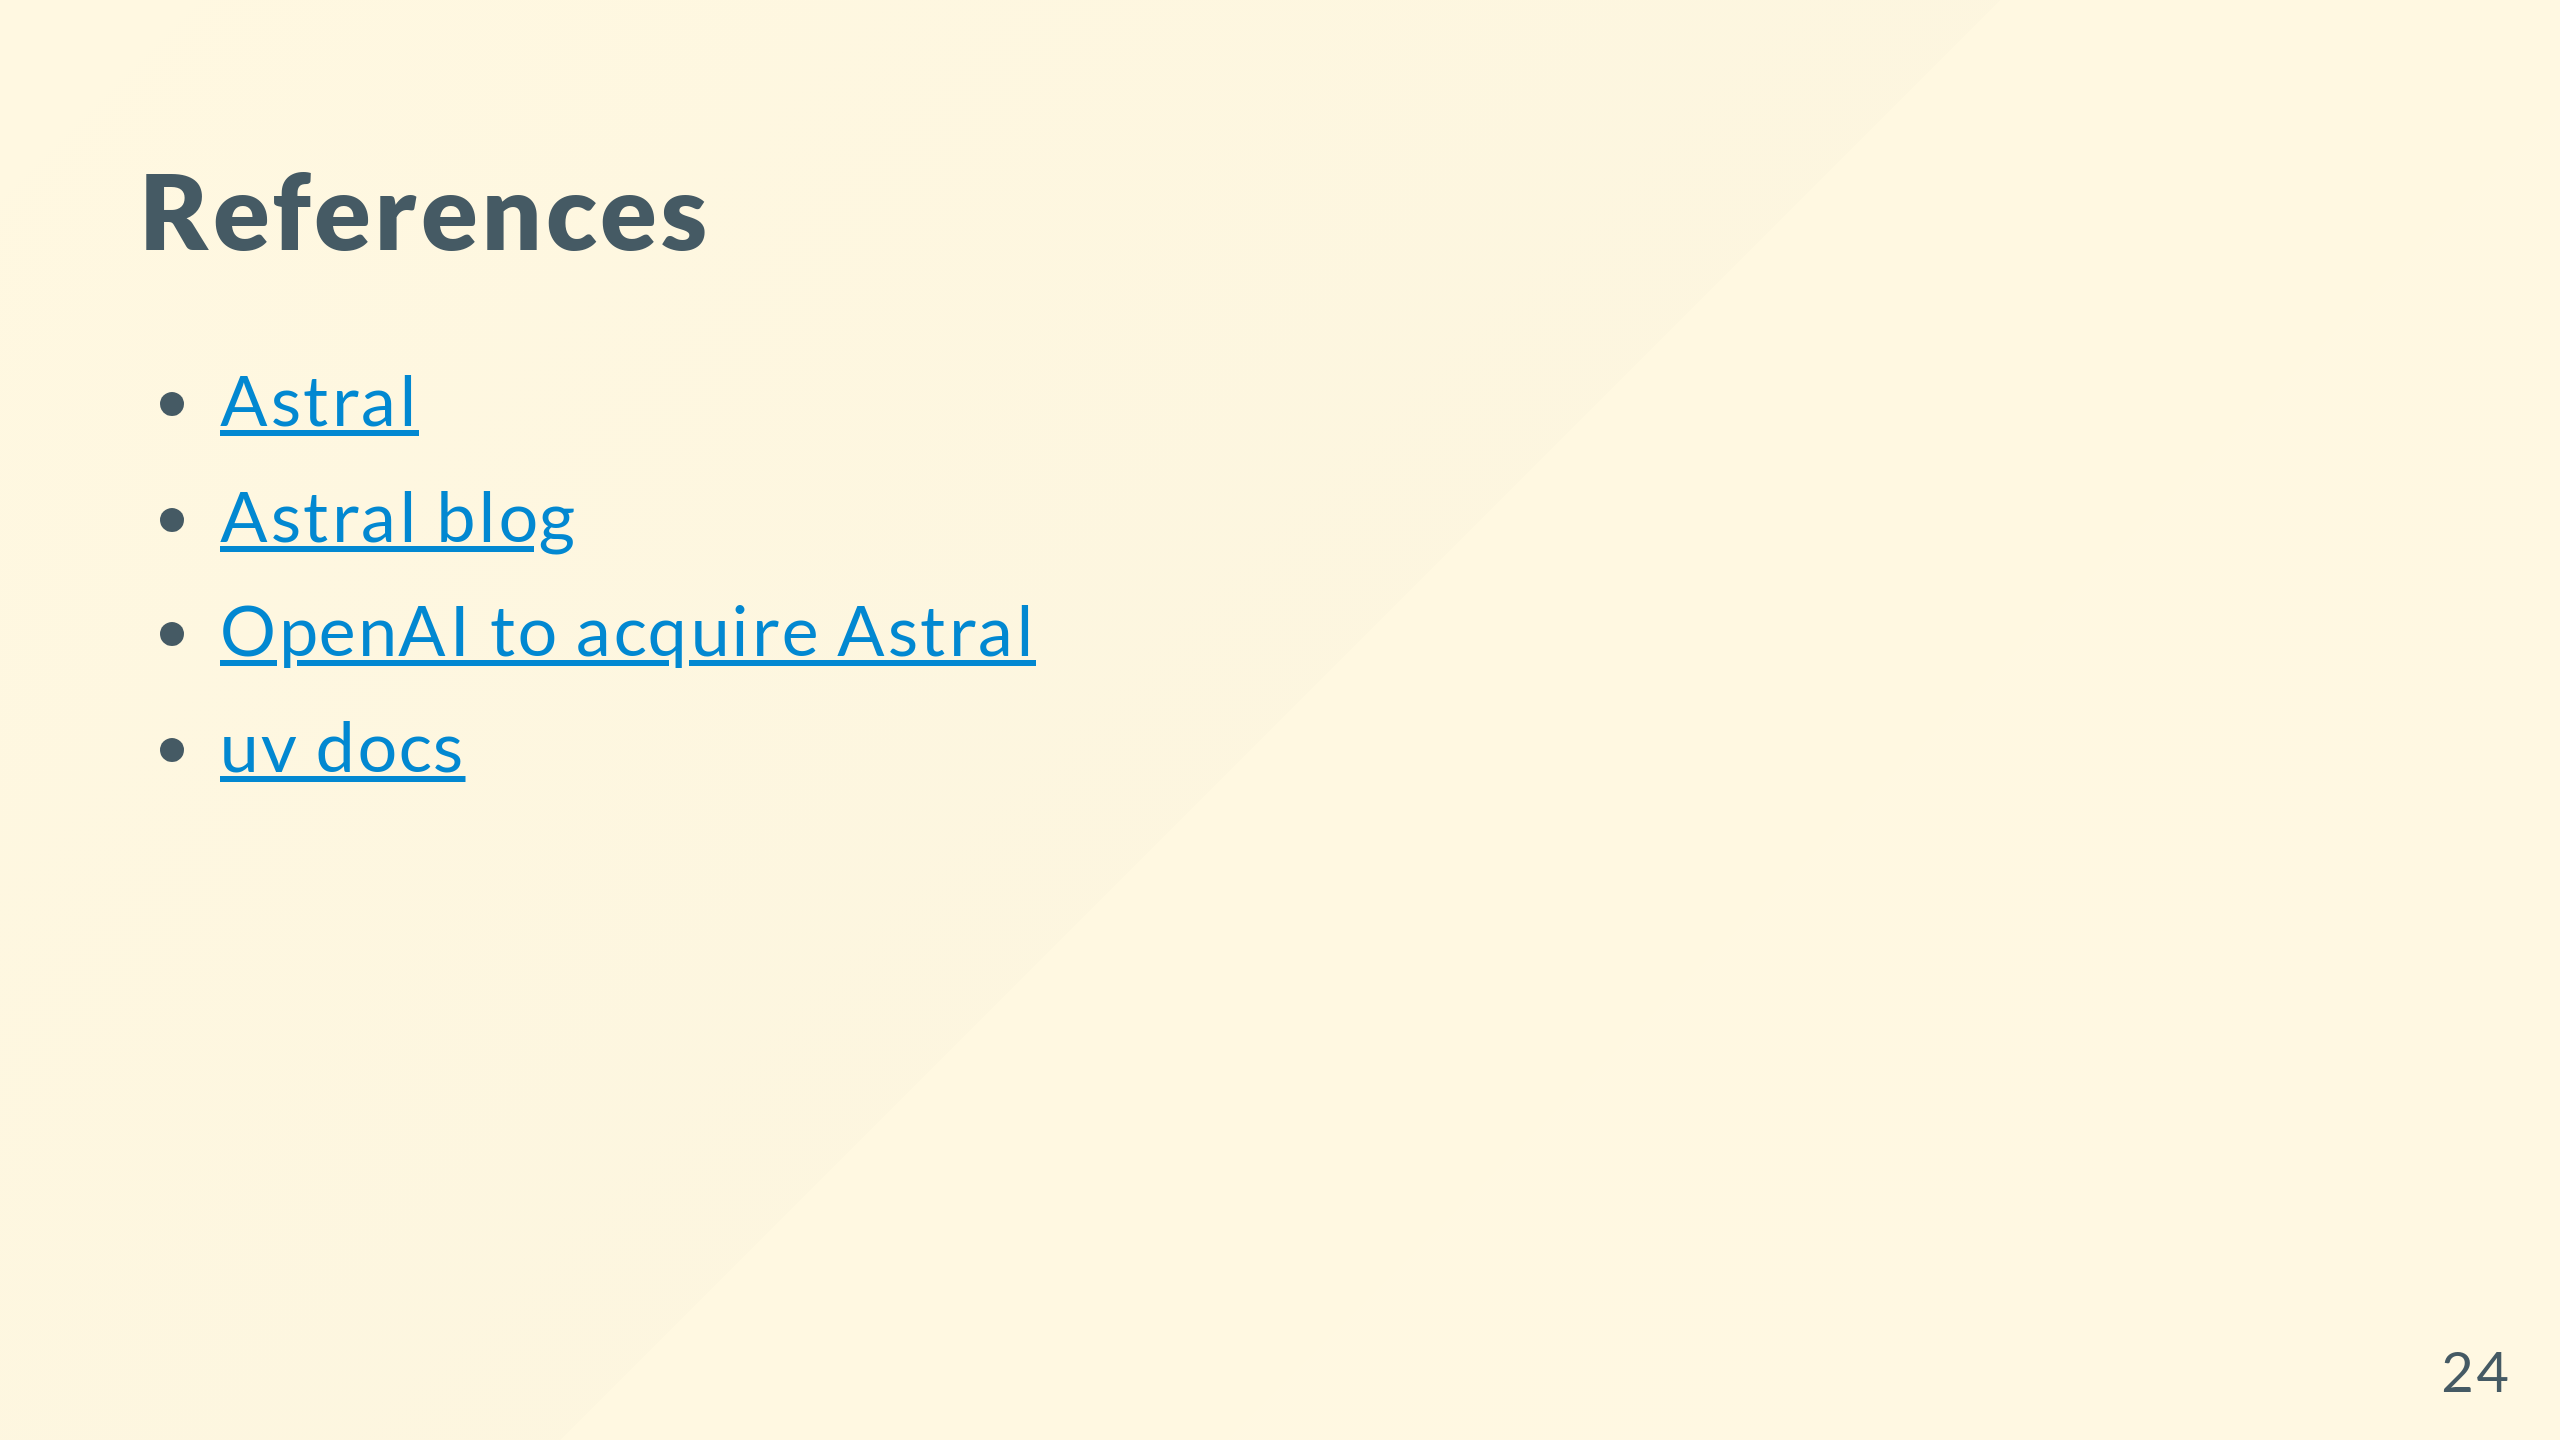 References
Astral
Astral blog
OpenAI to acquire Astral
uv docs
24